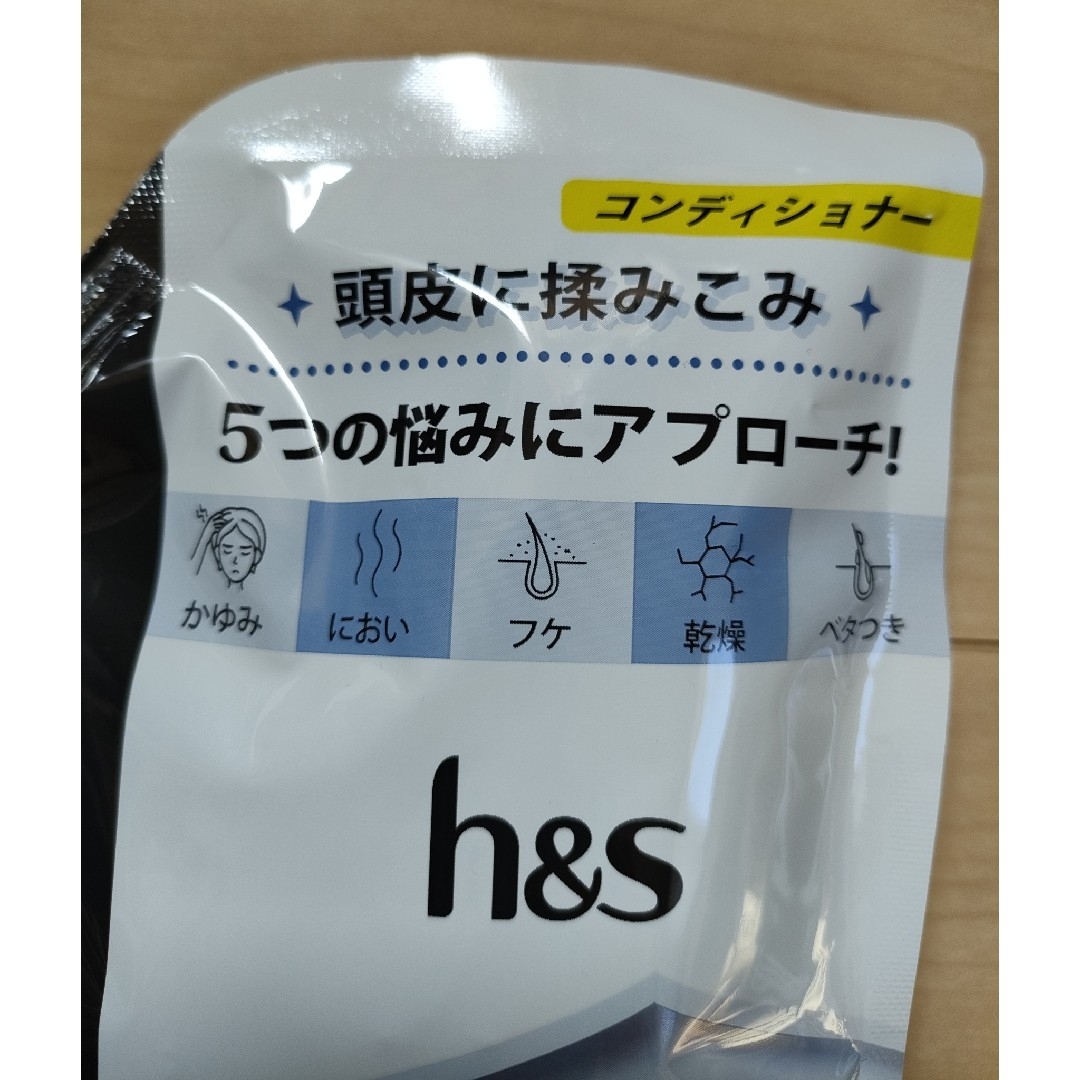 コンディショナー
頭皮に揉みこみ
5つの悩みにアプローチ!
かゆみ
におい
フケ
乾燥
ベタつき
h&s